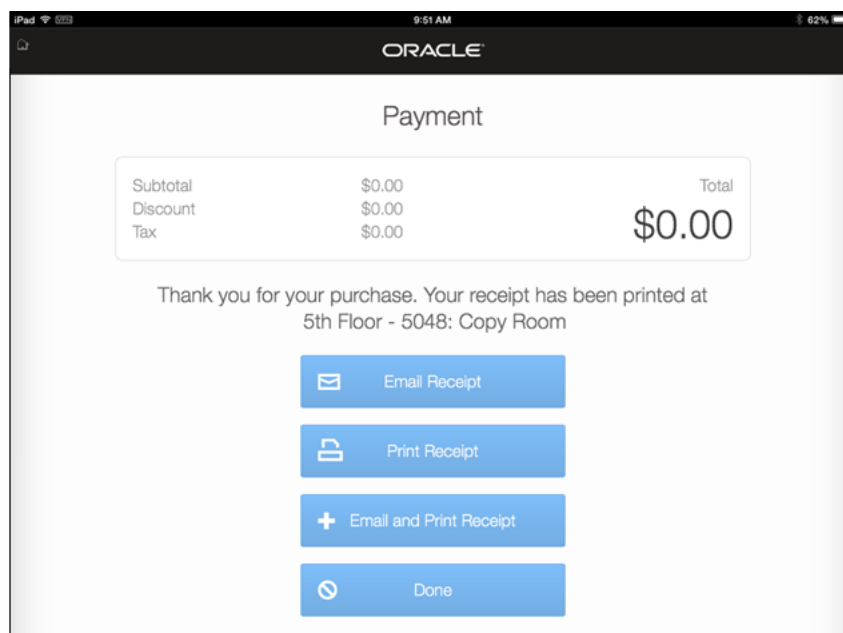 iPad VPN 9:51 AM 62%
ORACLE
Payment
Subtotal $0.00 Total
Discount $0.00 $0.00
Tax $0.00
Thank you for your purchase. Your receipt has been printed at
5th Floor - 5048: Copy Room
Email Receipt
Print Receipt
Email and Print Receipt
Done